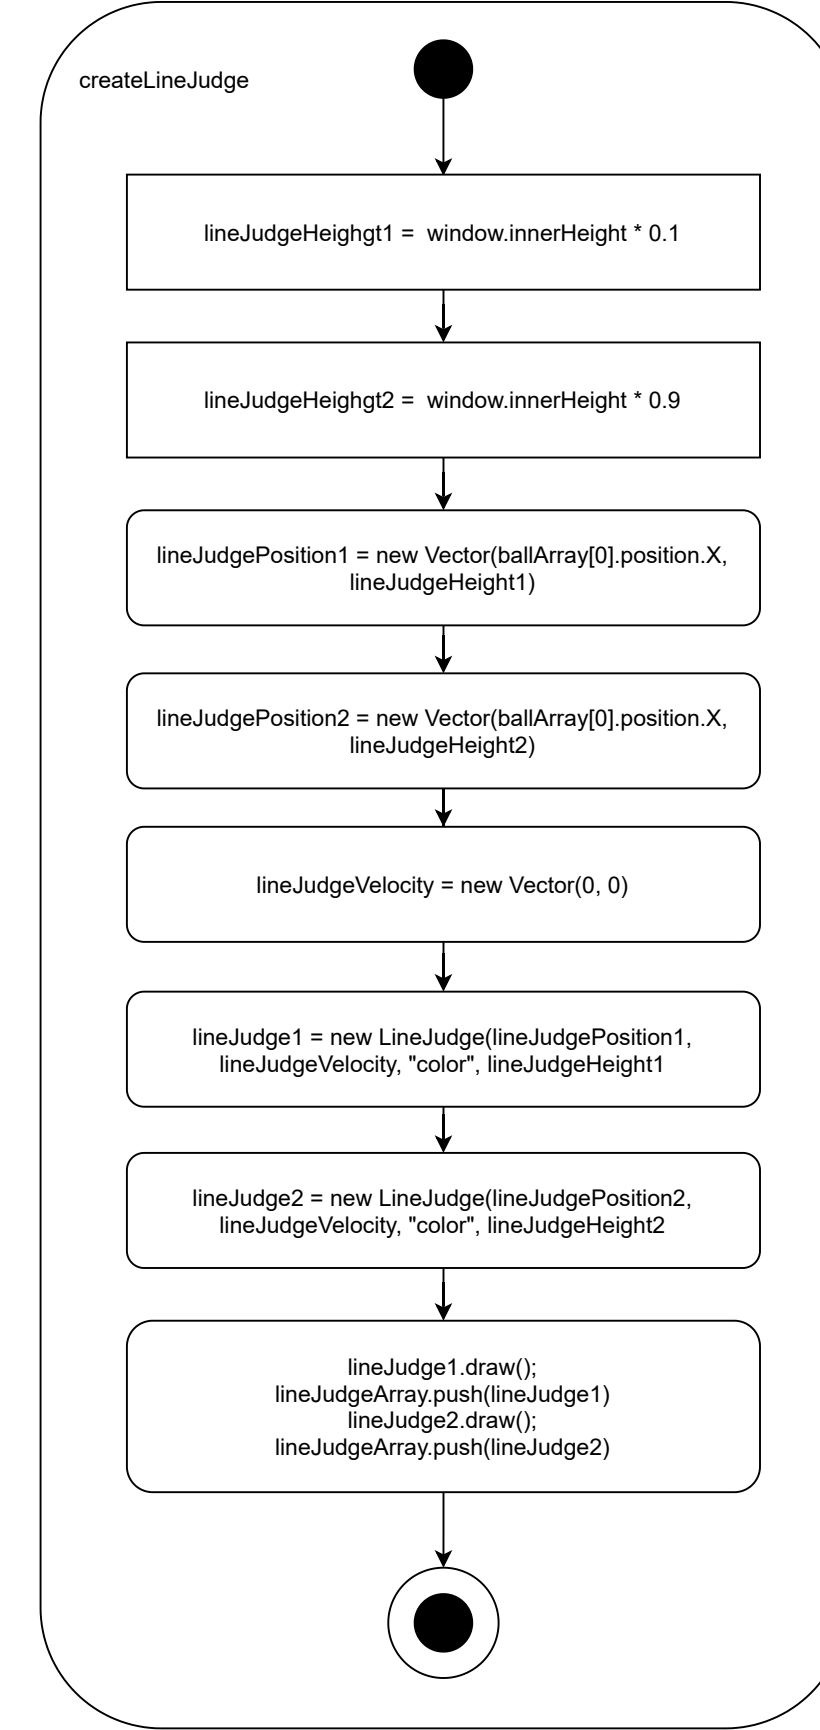 createLineJudge
lineJudgeHeighgt1 =  window.innerHeight * 0.1
lineJudgeHeighgt2 =  window.innerHeight * 0.9
lineJudgePosition1 = new Vector(ballArray[0].position.X,
lineJudgeHeight1)
lineJudgePosition2 = new Vector(ballArray[0].position.X,
lineJudgeHeight2)
lineJudgeVelocity = new Vector(0, 0)
lineJudge1 = new LineJudge(lineJudgePosition1,
lineJudgeVelocity, "color", lineJudgeHeight1
lineJudge2 = new LineJudge(lineJudgePosition2,
lineJudgeVelocity, "color", lineJudgeHeight2
lineJudge1.draw();
lineJudgeArray.push(lineJudge1)
lineJudge2.draw();
lineJudgeArray.push(lineJudge2)